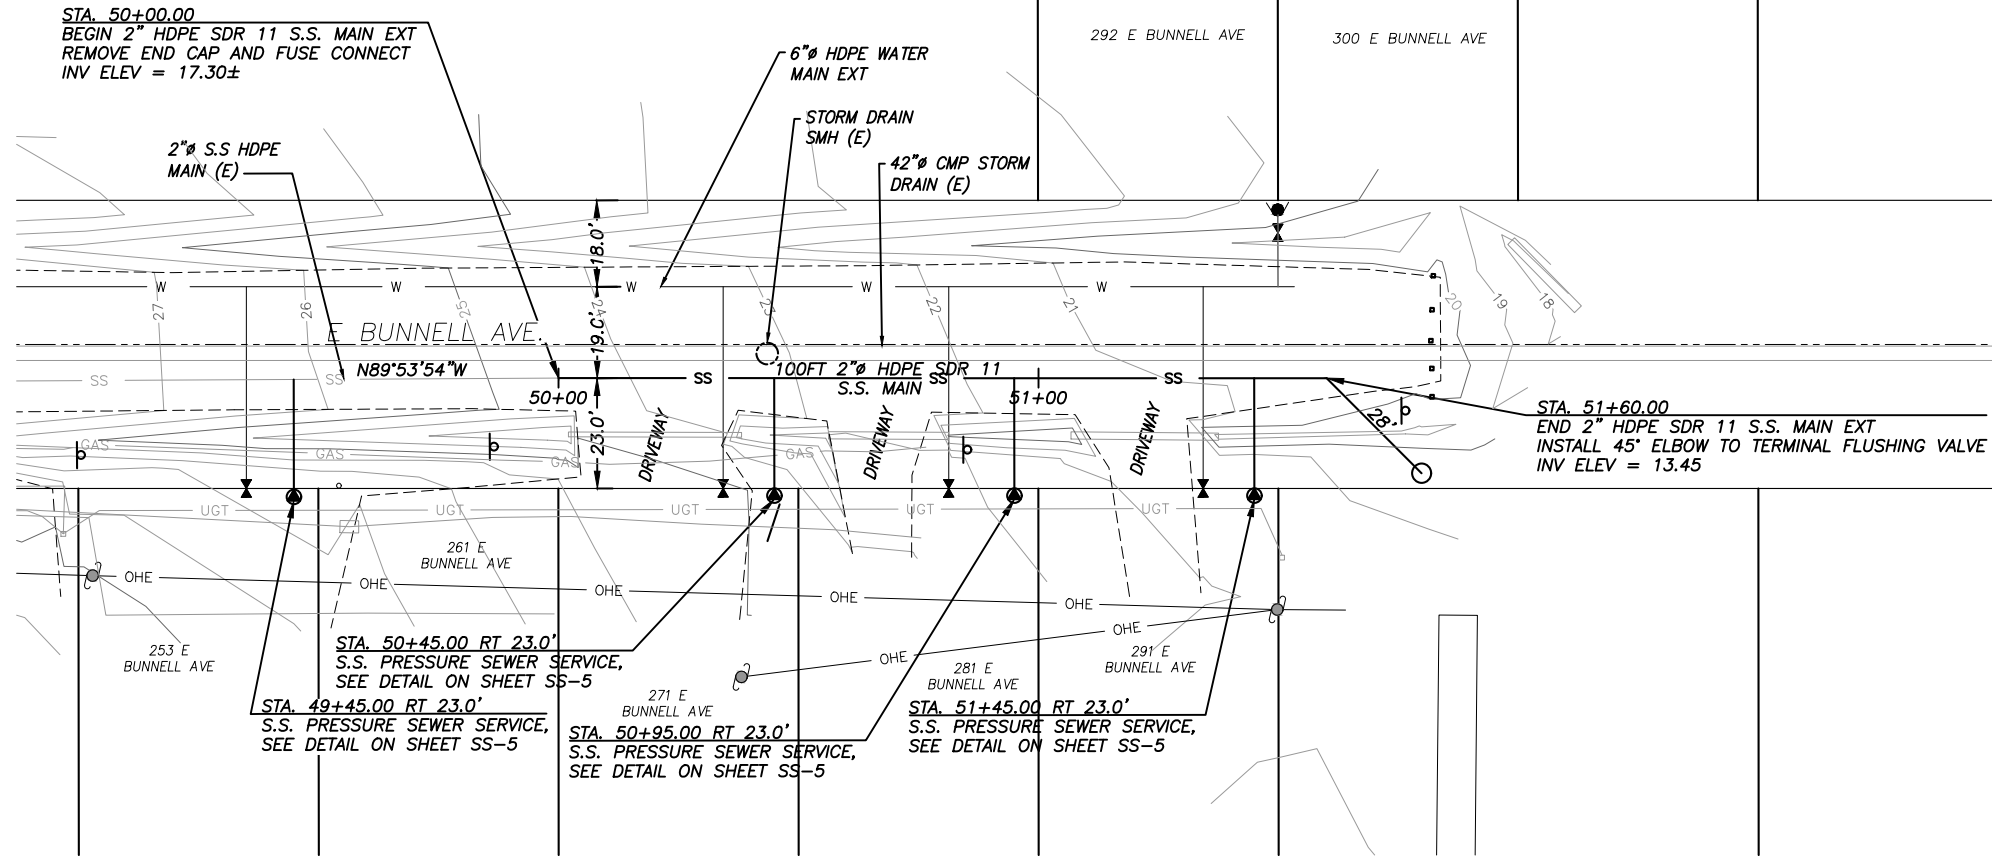 STA. 50+00.00
BEGIN 2" HDPE SDR 11 S.S. MAIN EXT
REMOVE END CAP AND FUSE CONNECT
INV ELEV = 17.30±
6"ø HDPE WATER
MAIN EXT
292 E BUNNELL AVE
300 E BUNNELL AVE
STORM DRAIN
SMH (E)
2"ø S.S HDPE
MAIN (E)
42"ø CMP STORM
DRAIN (E)
18.0'
W
W
W
W
W
27
26
25
24
23
22
21
20
19
18
E BUNNELL AVE.
19.0'
N89°53'54"W
100FT 2"ø HDPE SDR 11
S.S. MAIN
SS
SS
SS
SS
SS
50+00
51+00
23.0'
DRIVEWAY
DRIVEWAY
DRIVEWAY
28'
STA. 51+60.00
END 2" HDPE SDR 11 S.S. MAIN EXT
INSTALL 45° ELBOW TO TERMINAL FLUSHING VALVE
INV ELEV = 13.45
GAS
GAS
GAS
GAS
UGT
UGT
UGT
UGT
UGT
261 E
BUNNELL AVE
OHE
OHE
OHE
OHE
OHE
OHE
OHE
253 E
BUNNELL AVE
STA. 50+45.00 RT 23.0'
S.S. PRESSURE SEWER SERVICE,
SEE DETAIL ON SHEET SS-5
291 E
BUNNELL AVE
281 E
BUNNELL AVE
271 E
BUNNELL AVE
STA. 49+45.00 RT 23.0'
S.S. PRESSURE SEWER SERVICE,
SEE DETAIL ON SHEET SS-5
STA. 50+95.00 RT 23.0'
S.S. PRESSURE SEWER SERVICE,
SEE DETAIL ON SHEET SS-5
STA. 51+45.00 RT 23.0'
S.S. PRESSURE SEWER SERVICE,
SEE DETAIL ON SHEET SS-5